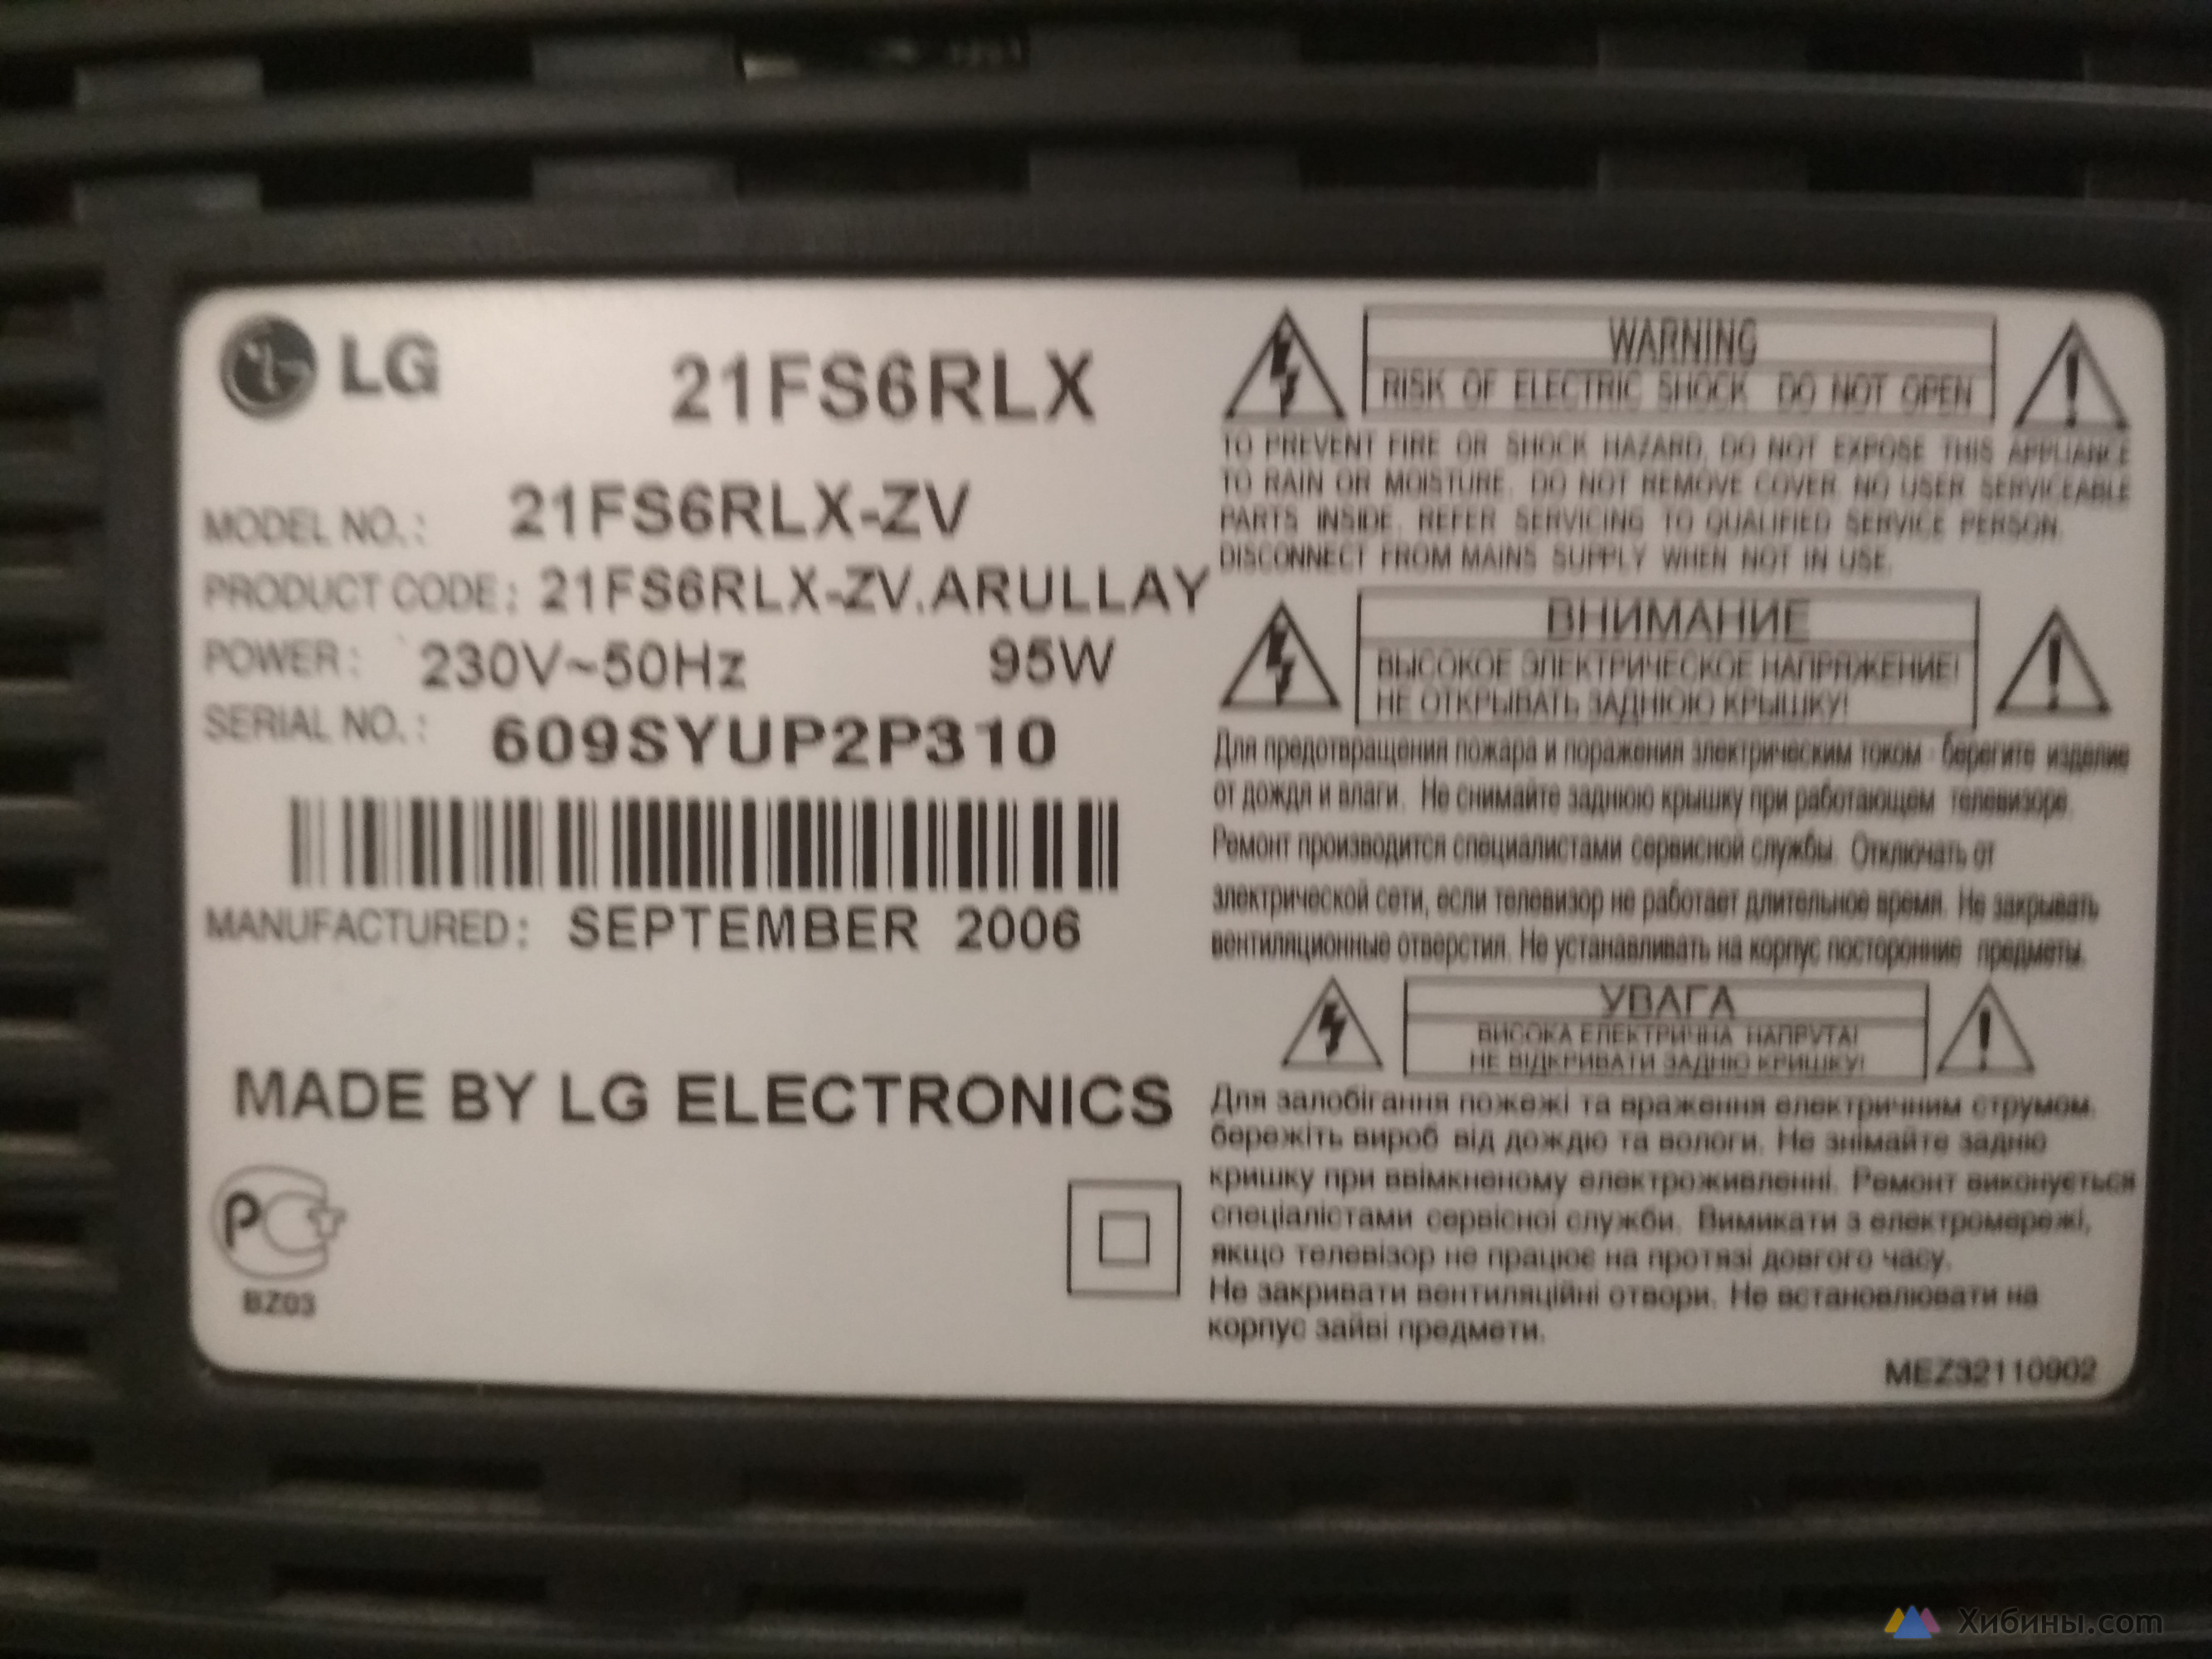 LG
21FS6RLX
MODEL NO.: 21FS6RLX-ZV
PRODUCT CODE: 21FS6RLX-ZV.ARULLAY
POWER: 230V~50Hz 95W
SERIAL NO.: 609SYUP2P310
MANUFACTURED: SEPTEMBER 2006
MADE BY LG ELECTRONICS
PC
BZ03
WARNING
RISK OF ELECTRIC SHOCK DO NOT OPEN
TO PREVENT FIRE OR SHOCK HAZARD, DO NOT EXPOSE THIS APPLIANCE
TO RAIN OR MOISTURE. DO NOT REMOVE COVER. NO USER SERVICEABLE
PARTS INSIDE. REFER SERVICING TO QUALIFIED SERVICE PERSON.
DISCONNECT FROM MAINS SUPPLY WHEN NOT IN USE.
ВНИМАНИЕ
ВЫСОКОЕ ЭЛЕКТРИЧЕСКОЕ НАПРЯЖЕНИЕ!
НЕ ОТКРЫВАТЬ ЗАДНЮЮ КРЫШКУ!
Для предотвращения пожара и поражения электрическим током - берегите изделие
от дождя и влаги. Не снимайте заднюю крышку при работающем телевизоре.
Ремонт производится специалистами сервисной службы. Отключать от
электрической сети, если телевизор не работает длительное время. Не закрывать
вентиляционные отверстия. Не устанавливать на корпус посторонние предметы.
УВАГА
ВИСОКА ЕЛЕКТРИЧНА НАПРУГА!
НЕ ВІДКРИВАТИ ЗАДНЮ КРИШКУ!
Для запобігання пожежі та враження електричним струмом,
бережіть вироб від дождю та вологи. Не знімайте задню
кришку при ввімкненому електроживленні. Ремонт виконується
спеціалістами сервісної служби. Вимикати з електромережі,
якщо телевізор не працює на протязі довгого часу.
Не закривати вентиляційні отвори. Не встановлювати на
корпус зайві предмети.
MEZ32110902
Хибины.com